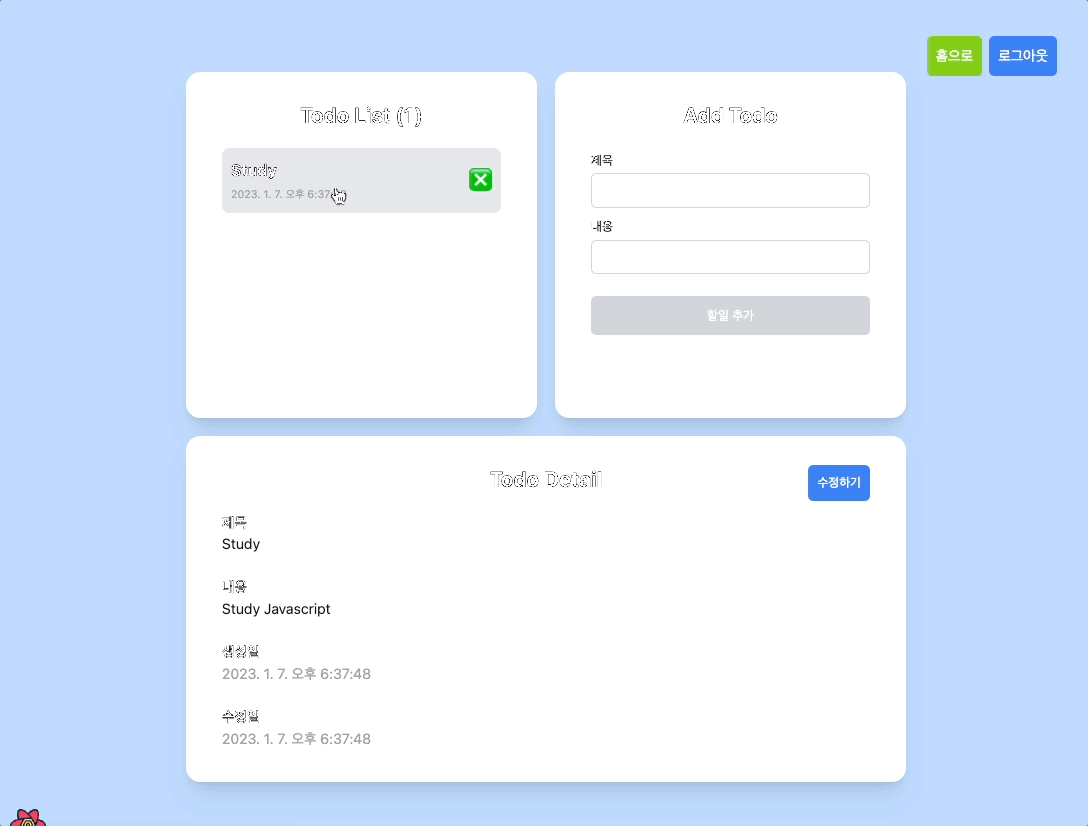 홈으로
로그아웃
Todo List (1)
Study
2023. 1. 7. 오후 6:37
Add Todo
제목
내용
할일 추가
Todo Detail
수정하기
제목
Study
내용
Study Javascript
생성일
2023. 1. 7. 오후 6:37:48
수정일
2023. 1. 7. 오후 6:37:48